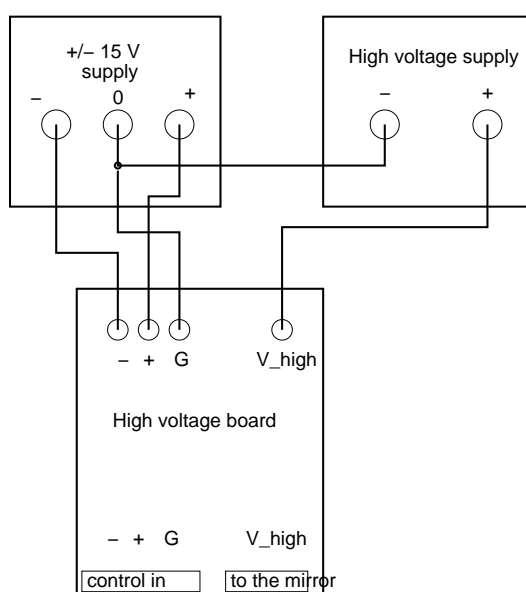 +/− 15 V
supply
− 0 +
High voltage supply
− +
− + G V_high
High voltage board
− + G V_high
control in to the mirror